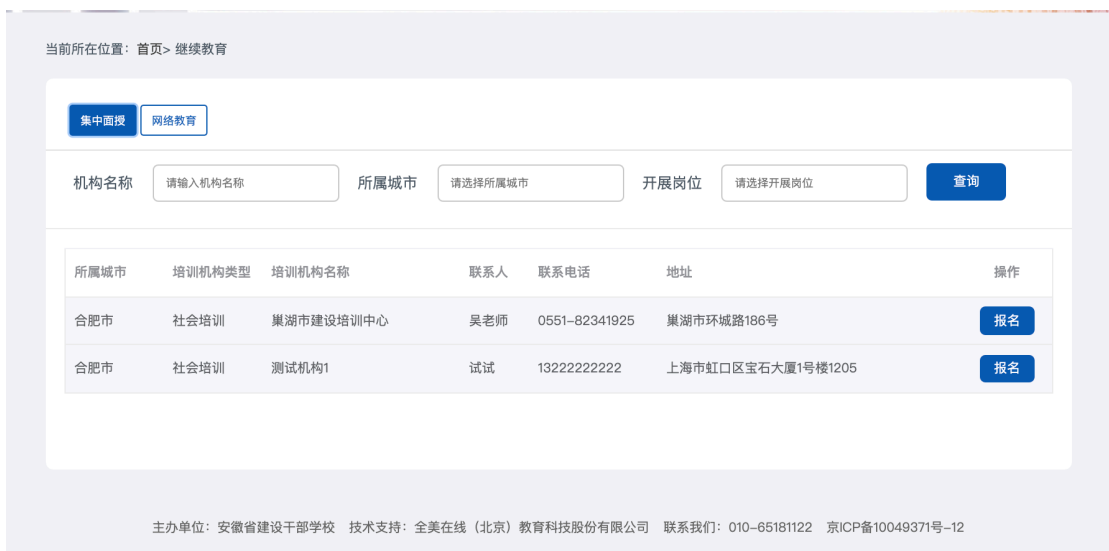 当前所在位置：首页> 继续教育
集中面授 网络教育
机构名称 请输入机构名称 所属城市 请选择所属城市 开展岗位 请选择开展岗位 查询
所属城市 培训机构类型 培训机构名称 联系人 联系电话 地址 操作
合肥市 社会培训 巢湖市建设培训中心 吴老师 0551-82341925 巢湖市环城路186号 报名
合肥市 社会培训 测试机构1 试试 13222222222 上海市虹口区宝石大厦1号楼1205 报名
主办单位：安徽省建设干部学校 技术支持：全美在线（北京）教育科技股份有限公司 联系我们：010-65181122 京ICP备10049371号-12